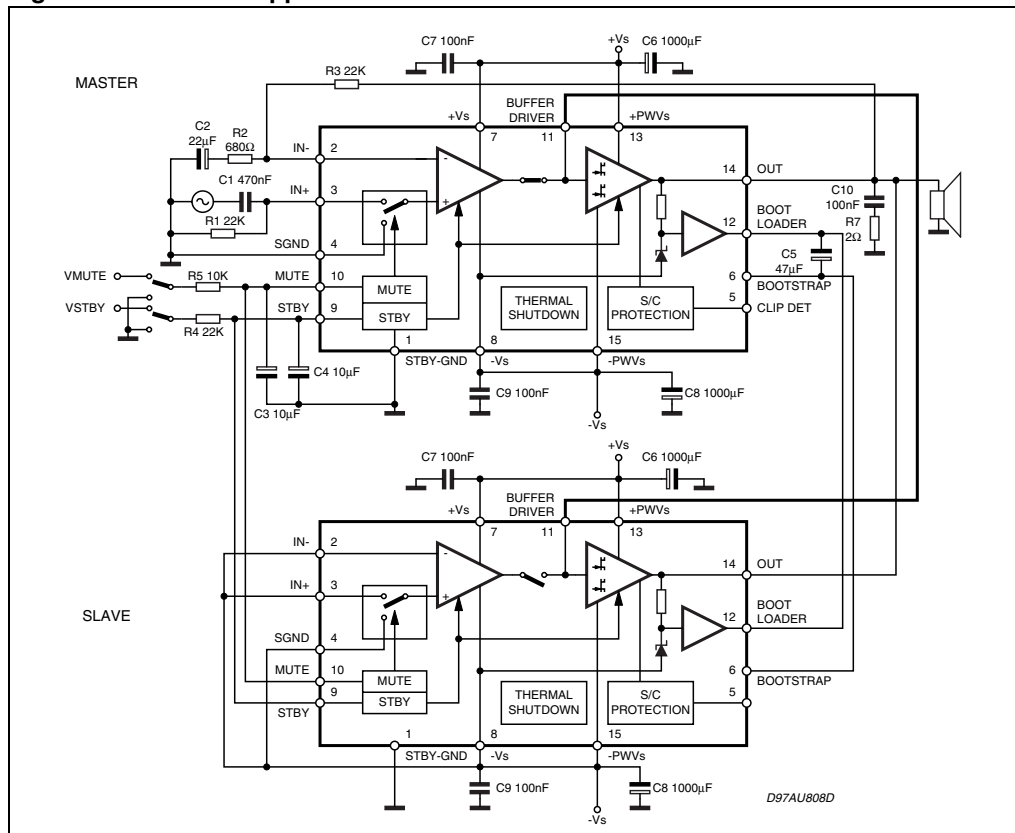 C7 100nF
+Vs
C6 1000µF
MASTER
R3 22K
BUFFER
DRIVER
+Vs
+PWVs
7
11
13
C2
22µF
R2
680Ω
IN-
2
-
14
OUT
C1 470nF
IN+
3
+
C10
100nF
R1 22K
12
BOOT
LOADER
R7
2Ω
SGND
4
C5
47µF
VMUTE
R5 10K
MUTE
10
MUTE
6
BOOTSTRAP
VSTBY
STBY
9
STBY
THERMAL
SHUTDOWN
S/C
PROTECTION
5
CLIP DET
R4 22K
1
8
15
STBY-GND
-Vs
-PWVs
C4 10µF
C3 10µF
C9 100nF
C8 1000µF
-Vs
+Vs
C7 100nF
C6 1000µF
BUFFER
DRIVER
+Vs
+PWVs
7
11
13
IN-
2
-
14
OUT
IN+
3
+
SLAVE
12
BOOT
LOADER
SGND
4
MUTE
10
MUTE
6
BOOTSTRAP
9
STBY
STBY
THERMAL
SHUTDOWN
S/C
PROTECTION
5
1
8
15
STBY-GND
-Vs
-PWVs
C9 100nF
C8 1000µF
-Vs
D97AU808D